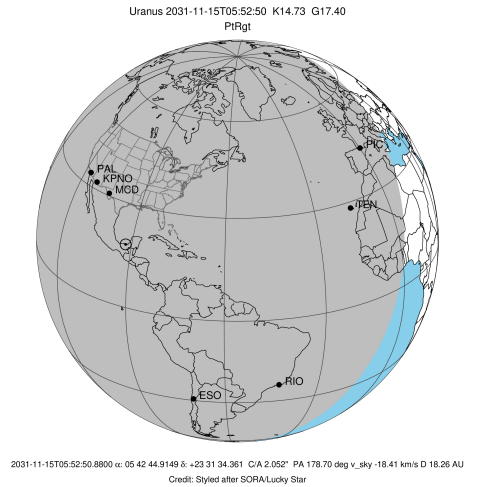 Uranus 2031-11-15T05:52:50 K14.73 G17.40
PtRgt
PIC
PAL
KPNO
MCD
TEN
RIO
ESO
2031-11-15T05:52:50.8800 α: 05 42 44.9149 δ: +23 31 34.361 C/A 2.052" PA 178.70 deg v_sky -18.41 km/s D 18.26 AU
Credit: Styled after SORA/Lucky Star